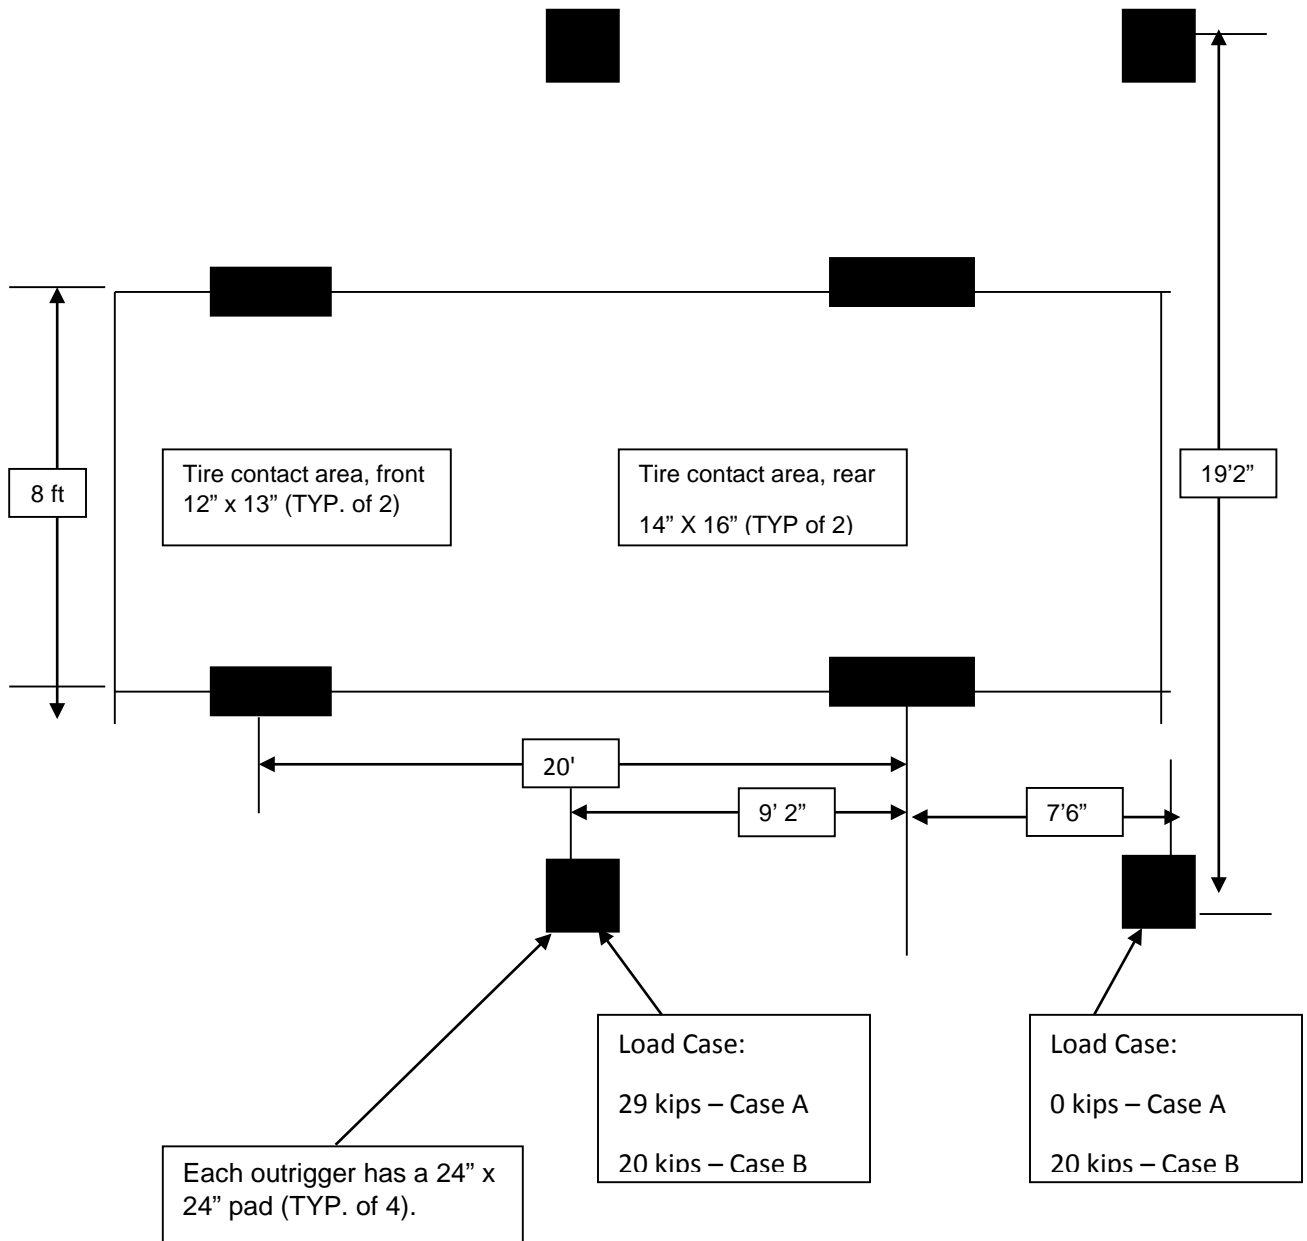 8 ft
Tire contact area, front
12” x 13” (TYP. of 2)
Tire contact area, rear
14” X 16” (TYP of 2)
19’2”
20'
9’ 2”
7’6”
Load Case:
29 kips – Case A
20 kips – Case B
Load Case:
0 kips – Case A
20 kips – Case B
Each outrigger has a 24” x
24” pad (TYP. of 4).